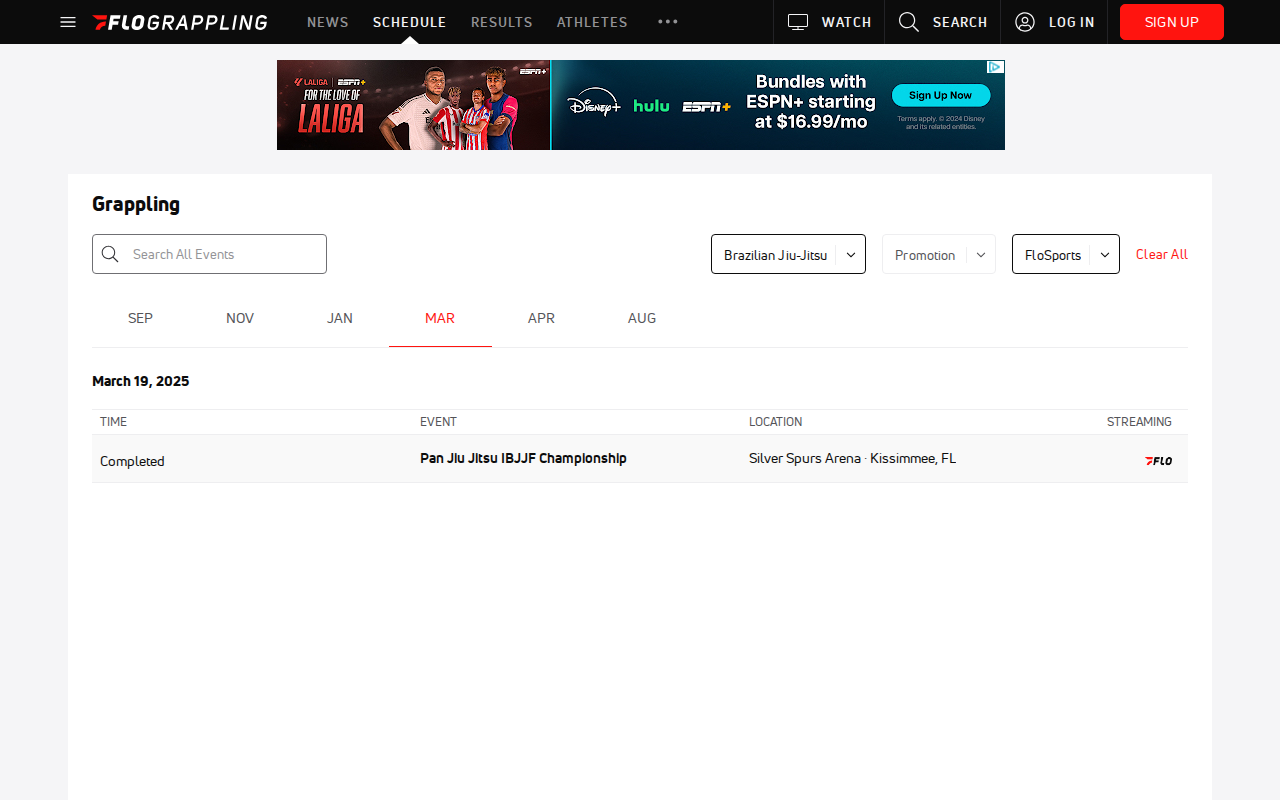 FLOGRAPPLING
NEWS
SCHEDULE
RESULTS
ATHLETES
WATCH
SEARCH
LOG IN
SIGN UP
LALIGA
ESPN+
FOR THE LOVE OF
LALIGA
ESPN+
Disney+
hulu
ESPN+
Bundles with
ESPN+ starting
at $16.99/mo
Sign Up Now
Terms apply. © 2024 Disney
and its related entities.
Grappling
Search All Events
Brazilian Jiu-Jitsu
Promotion
FloSports
Clear All
SEP
NOV
JAN
MAR
APR
AUG
March 19, 2025
TIME
EVENT
LOCATION
STREAMING
Completed
Pan Jiu Jitsu IBJJF Championship
Silver Spurs Arena · Kissimmee, FL
FLO